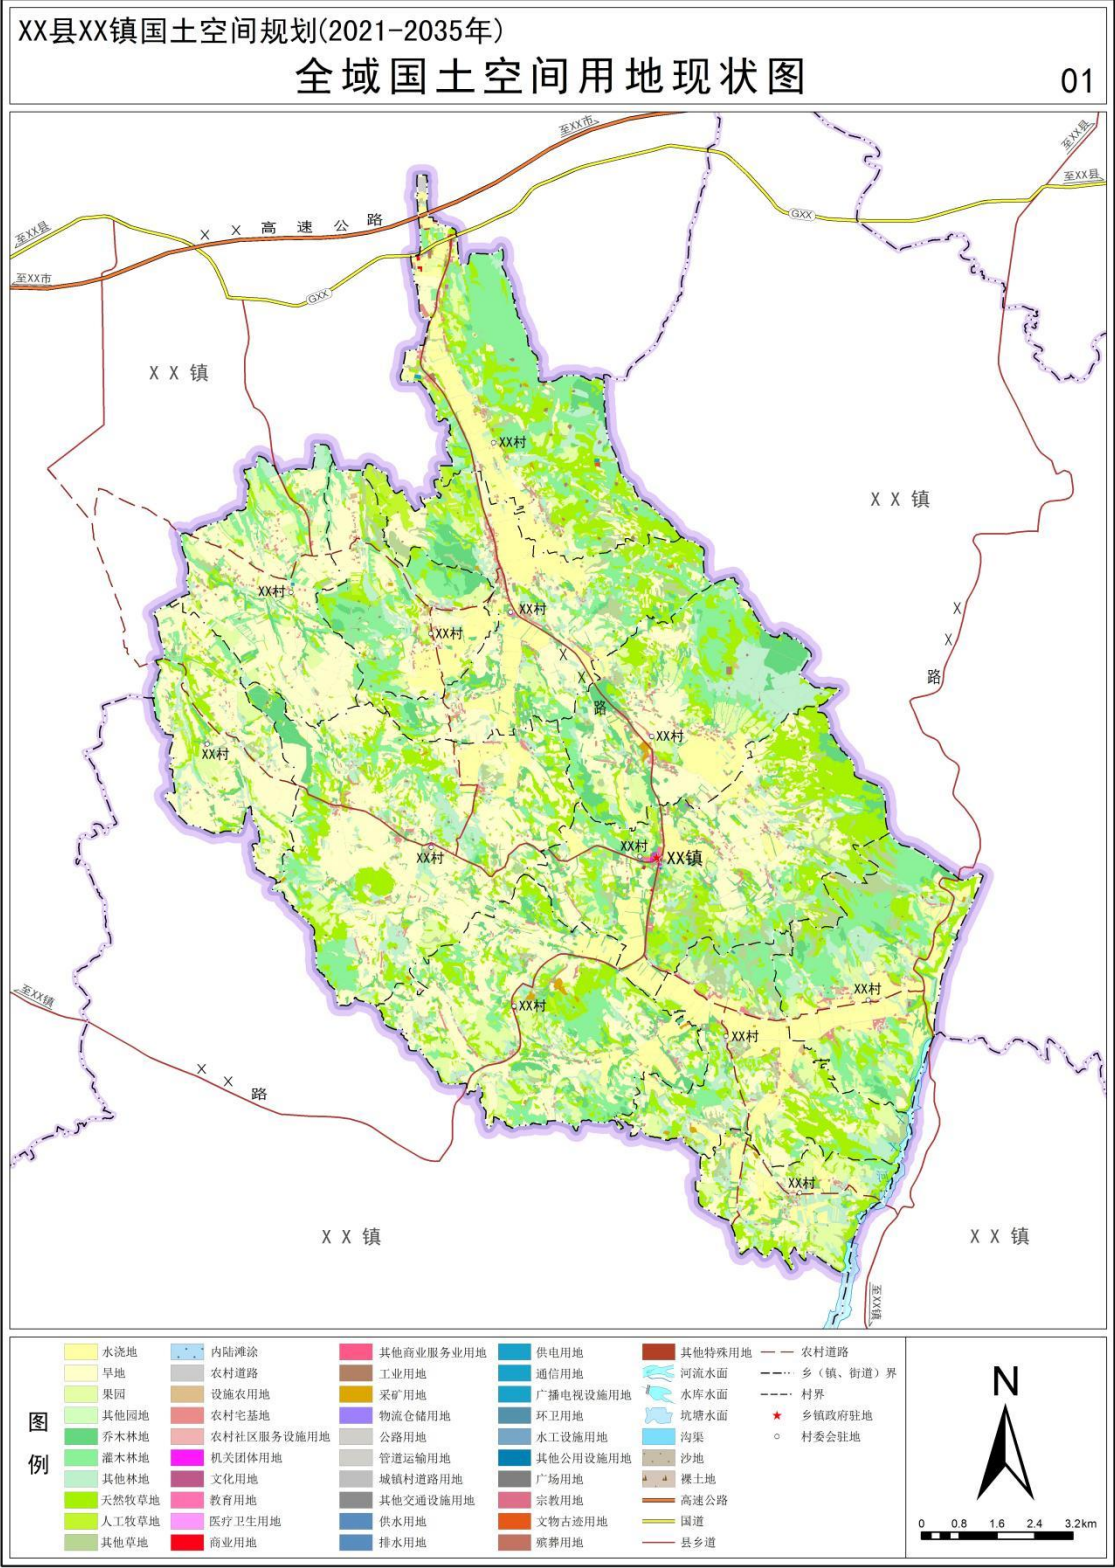 XX县XX镇国土空间规划(2021-2035年)
全域国土空间用地现状图
01
至XX市
至XX县
至XX县
至XX县
X X 高 速 公 路
GXX
至XX市
GXX
X X 镇
XX村
X X 镇
XX村
XX村
XX村
X
X
路
X
X
路
XX村
XX村
XX村
XX村
XX镇
XX村
XX村
XX村
至XX镇
X X 路
XX村
河
X X 镇
X X 镇
至XX镇
图例
水浇地
旱地
果园
其他园地
乔木林地
灌木林地
其他林地
天然牧草地
人工牧草地
其他草地
内陆滩涂
农村道路
设施农用地
农村宅基地
农村社区服务设施用地
机关团体用地
文化用地
教育用地
医疗卫生用地
商业用地
其他商业服务业用地
工业用地
采矿用地
物流仓储用地
公路用地
管道运输用地
城镇村道路用地
其他交通设施用地
供水用地
排水用地
供电用地
通信用地
广播电视设施用地
环卫用地
水工设施用地
其他公用设施用地
广场用地
宗教用地
文物古迹用地
殡葬用地
其他特殊用地
河流水面
水库水面
坑塘水面
沟渠
沙地
裸土地
高速公路
国道
县乡道
农村道路
乡（镇、街道）界
村界
乡镇政府驻地
村委会驻地
N
0 0.8 1.6 2.4 3.2km